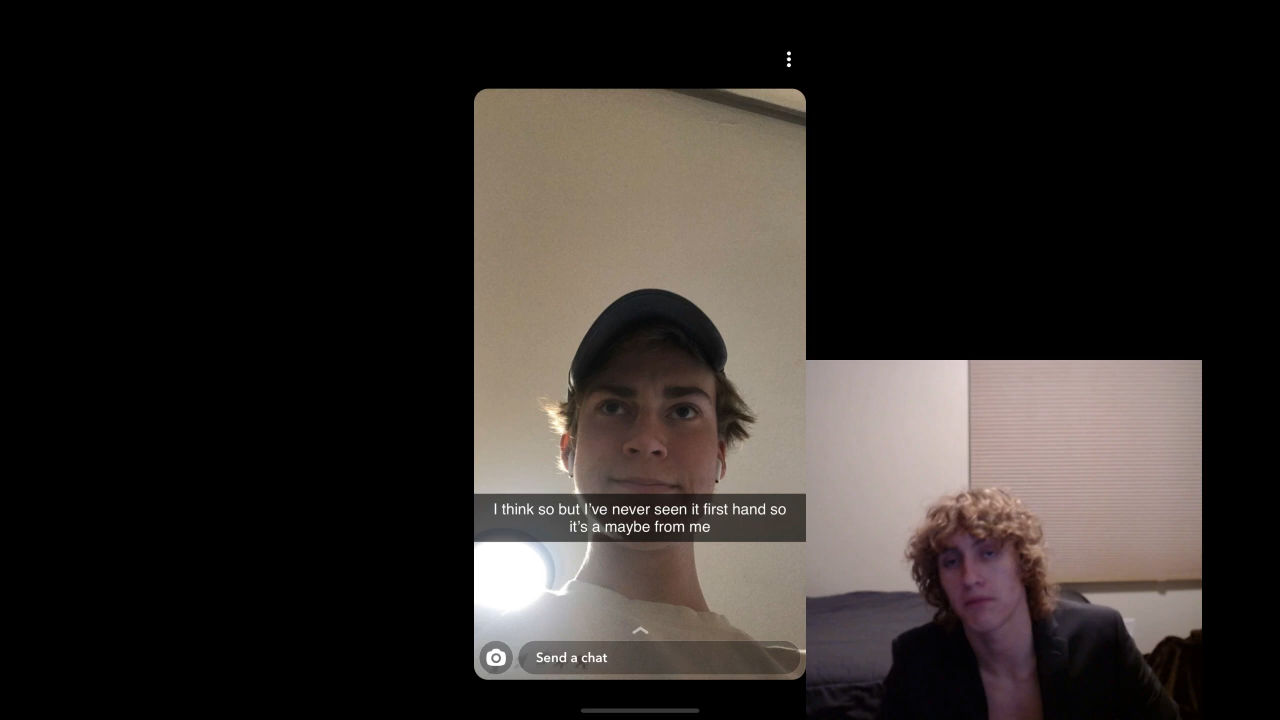 I think so but I've never seen it first hand so
it's a maybe from me
Send a chat